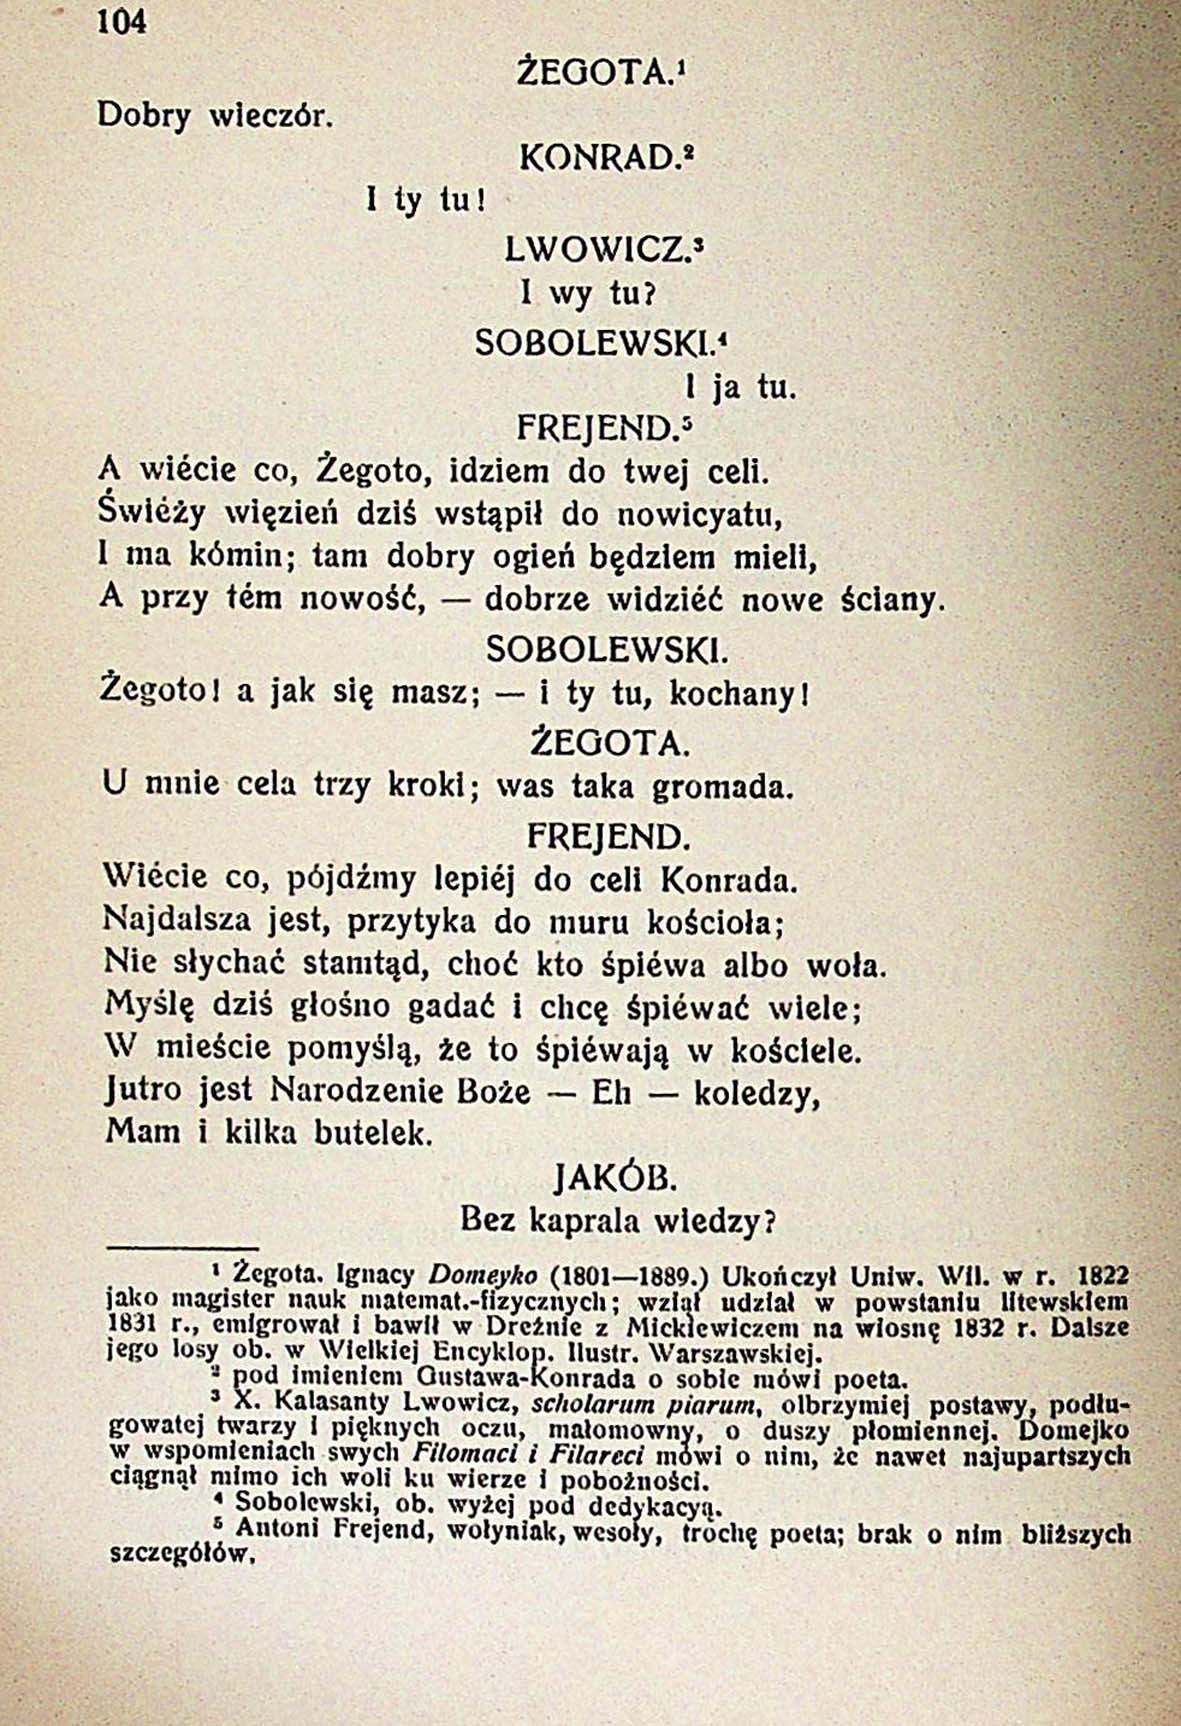 104
ŻEGOTA.¹
Dobry wieczór.
KONRAD.²
I ty tu!
LWOWICZ.³
I wy tu?
SOBOLEWSKI.⁴
I ja tu.
FREJEND.⁵
A wiécie co, Żegoto, idziem do twej celi.
Świéży więzień dziś wstąpił do nowicyatu,
I ma kómin; tam dobry ogień będziem mieli,
A przy tém nowość, — dobrze widziéć nowe ściany.
SOBOLEWSKI.
Żegoto! a jak się masz; — i ty tu, kochany!
ŻEGOTA.
U mnie cela trzy kroki; was taka gromada.
FREJEND.
Wiécie co, pójdźmy lepiéj do celi Konrada.
Najdalsza jest, przytyka do muru kościoła;
Nie słychać stamtąd, choć kto śpiéwa albo woła.
Myślę dziś głośno gadać i chcę śpiéwać wiele;
W mieście pomyślą, że to śpiéwają w kościele.
Jutro jest Narodzenie Boże — Eh — koledzy,
Mam i kilka butelek.
JAKÓB.
Bez kaprala wiedzy?
¹ Żegota. Ignacy Domeyko (1801—1889.) Ukończył Uniw. Wil. w r. 1822
jako magister nauk matemat.-fizycznych; wziął udział w powstaniu litewskiem
1831 r., emigrował i bawił w Dreźnie z Mickiewiczem na wiosnę 1832 r. Dalsze
jego losy ob. w Wielkiej Encyklop. Ilustr. Warszawskiej.
² pod imieniem Gustawa-Konrada o sobie mówi poeta.
³ X. Kalasanty Lwowicz, scholarum piarum, olbrzymiej postawy, podłu-
gowatej twarzy i pięknych oczu, małomowny, o duszy płomiennej. Domejko
w wspomieniach swych Filomaci i Filareci mówi o nim, że nawet najupartszych
ciągnął mimo ich woli ku wierze i pobożności.
⁴ Sobolewski, ob. wyżej pod dedykacyą.
⁵ Antoni Frejend, wołyniak, wesoły, trochę poeta; brak o nim bliższych
szczegółów.